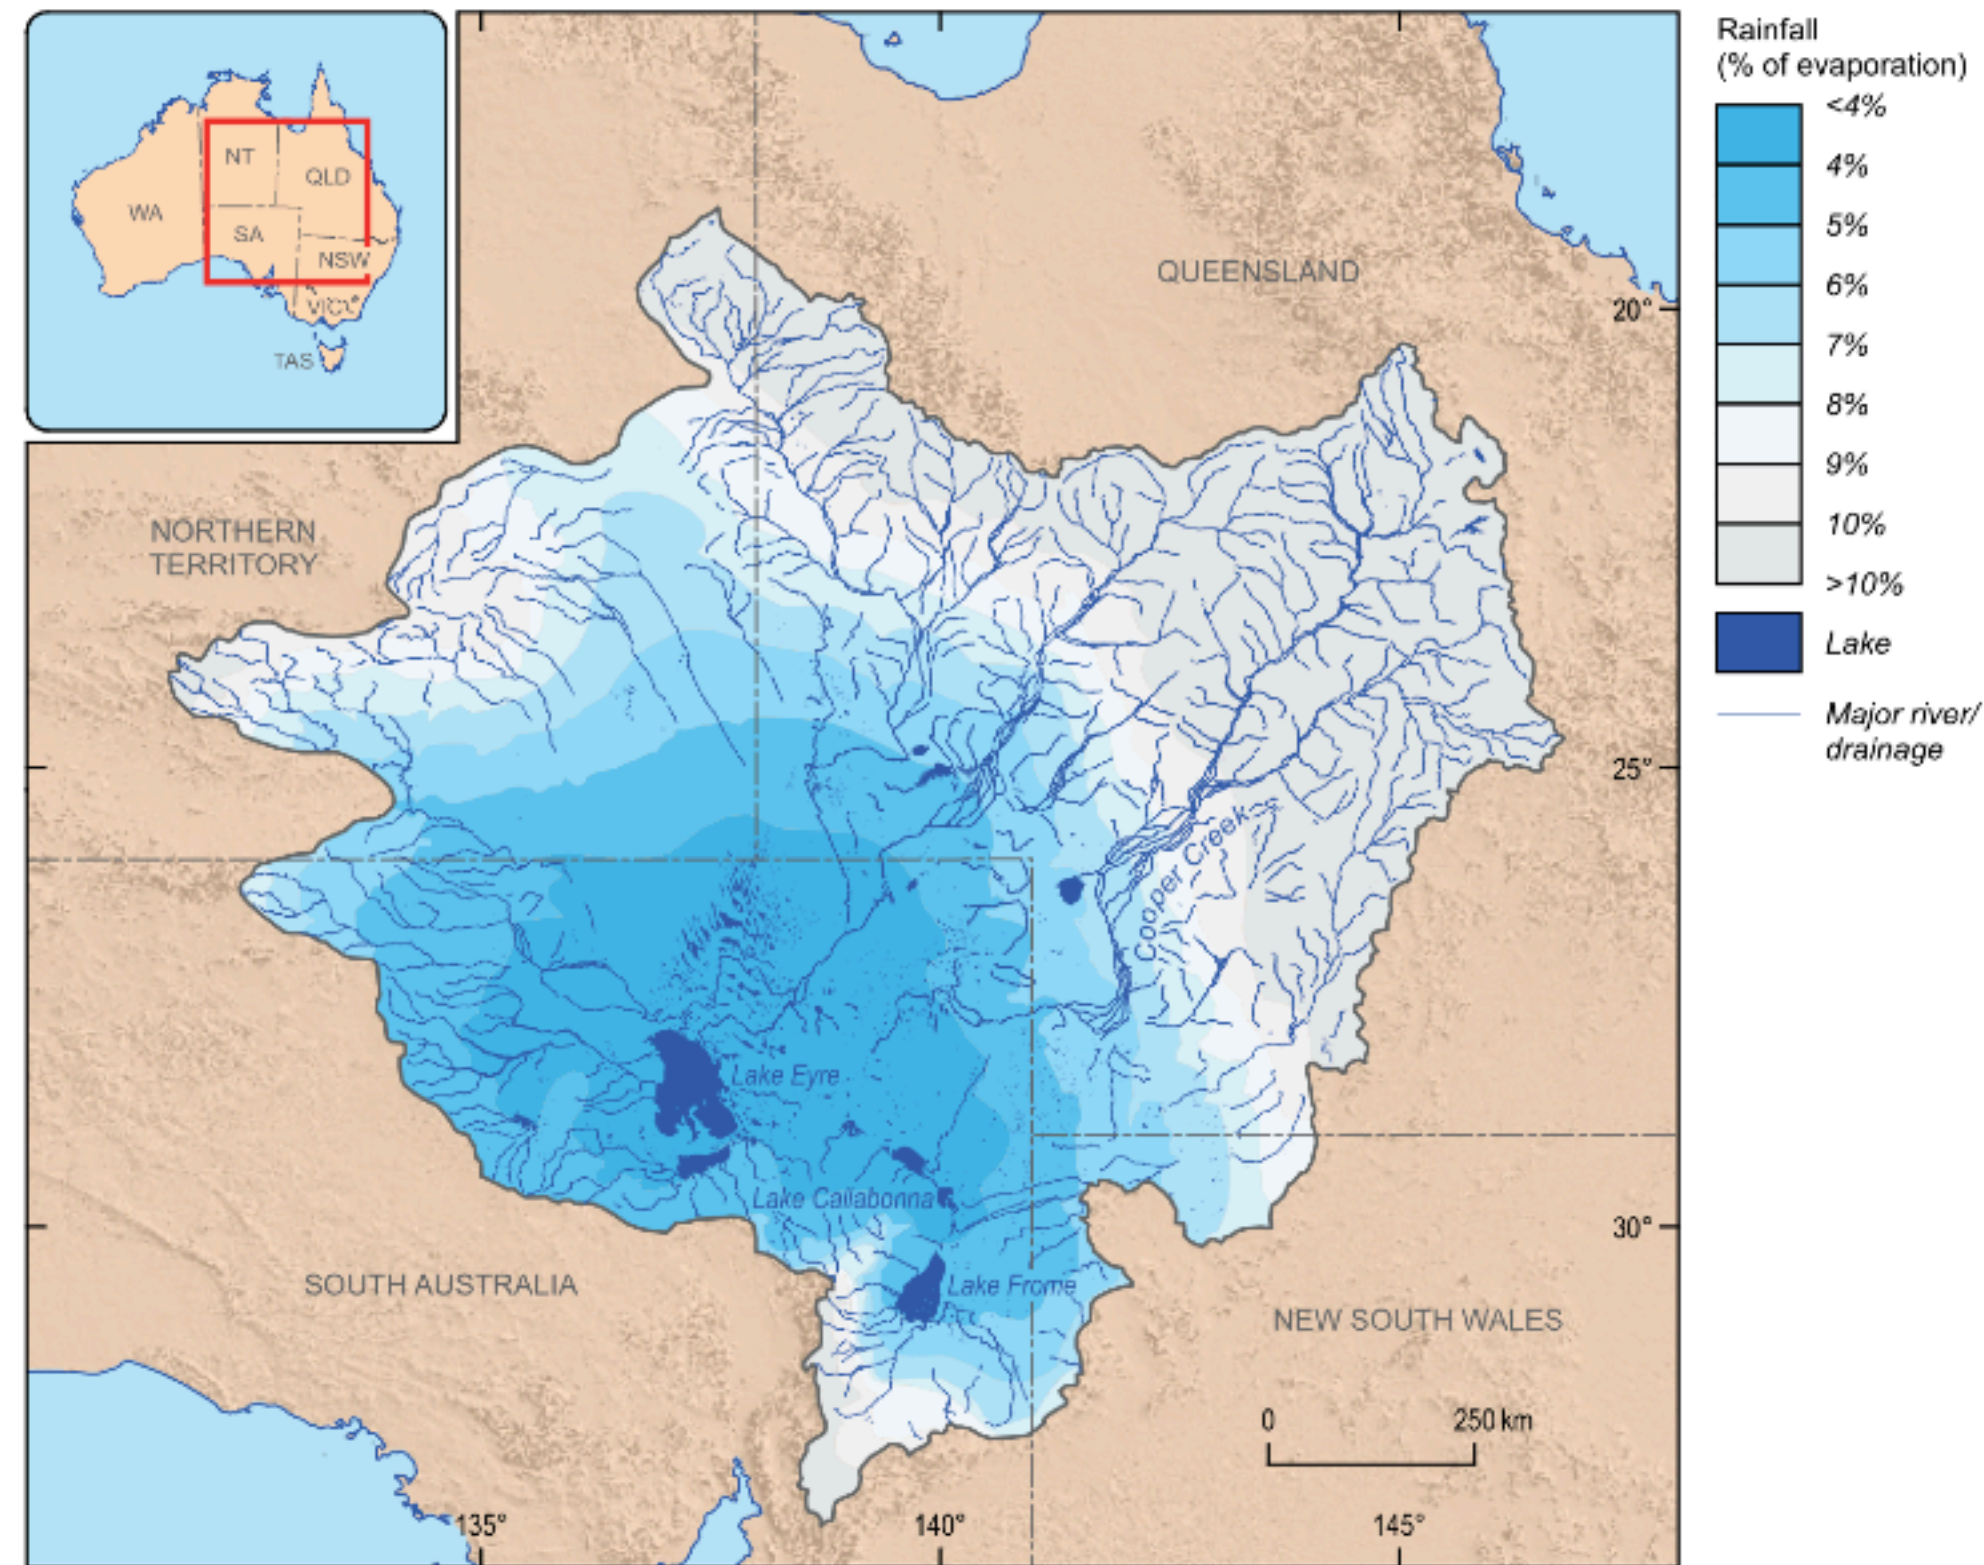 NT
QLD
WA
SA
NSW
VIC
TAS
Rainfall
(% of evaporation)
<4%
4%
5%
6%
7%
8%
9%
10%
>10%
Lake
Major river/
drainage
QUEENSLAND
20°
NORTHERN
TERRITORY
25°
Cooper Creek
Lake Eyre
Lake Callabonna
30°
SOUTH AUSTRALIA
Lake Frome
NEW SOUTH WALES
0
250 km
135°
140°
145°